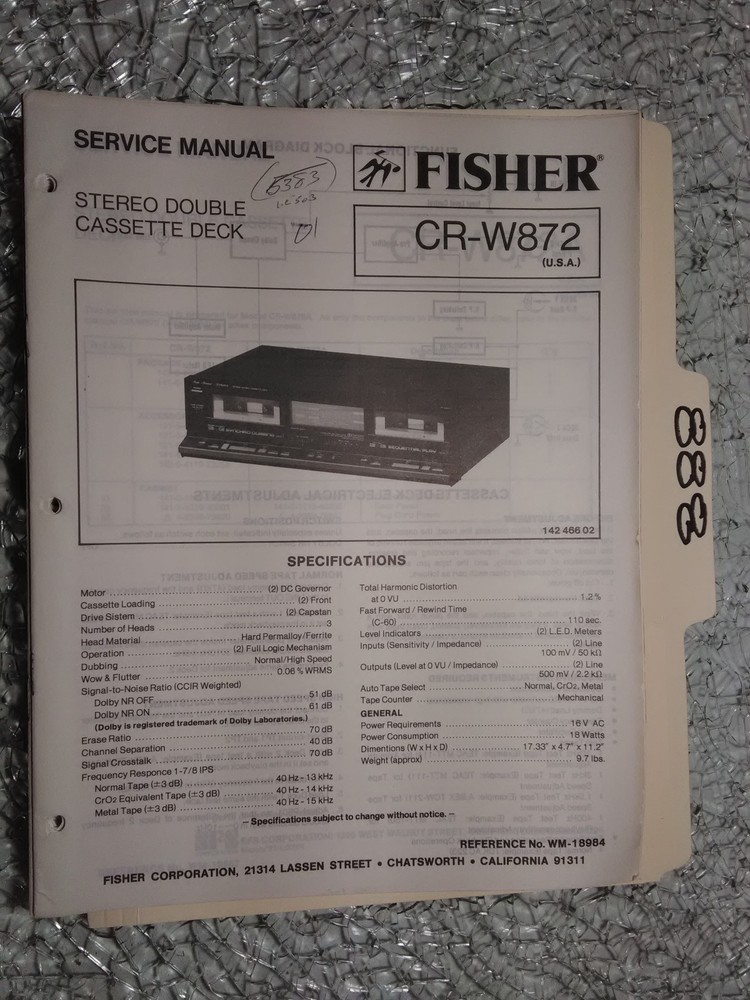 SERVICE MANUAL
STEREO DOUBLE
CASSETTE DECK
01
FISHER®
CR-W872
(U.S.A.)
142 466 02
SPECIFICATIONS
Motor (2) DC Governor
Cassette Loading (2) Front
Drive Sistem (2) Capstan
Number of Heads 3
Head Material Hard Permalloy/Ferrite
Operation (2) Full Logic Mechanism
Dubbing Normal/High Speed
Wow & Flutter 0.06 % WRMS
Signal-to-Noise Ratio (CCIR Weighted)
Dolby NR OFF 51 dB
Dolby NR ON 61 dB
(Dolby is registered trademark of Dolby Laboratories.)
Erase Ratio 70 dB
Channel Separation 40 dB
Signal Crosstalk 70 dB
Frequency Responce 1-7/8 IPS
Normal Tape (±3 dB) 40 Hz - 13 kHz
CrO2 Equivalent Tape (±3 dB) 40 Hz - 14 kHz
Metal Tape (±3 dB) 40 Hz - 15 kHz
Total Harmonic Distortion
at 0 VU 1.2 %
Fast Forward / Rewind Time
(C-60) 110 sec.
Level Indicators (2) L.E.D. Meters
Inputs (Sensitivity / Impedance) (2) Line
100 mV / 50 kΩ
Outputs (Level at 0 VU / Impedance) (2) Line
500 mV / 2.2 kΩ
Auto Tape Select Normal, CrO2, Metal
Tape Counter Mechanical
GENERAL
Power Requirements 16 V AC
Power Consumption 18 Watts
Dimentions (W x H x D) 17.33" x 4.7" x 11.2"
Weight (approx) 9.7 lbs.
– Specifications subject to change without notice. –
REFERENCE No. WM-18984
FISHER CORPORATION, 21314 LASSEN STREET • CHATSWORTH • CALIFORNIA 91311
888